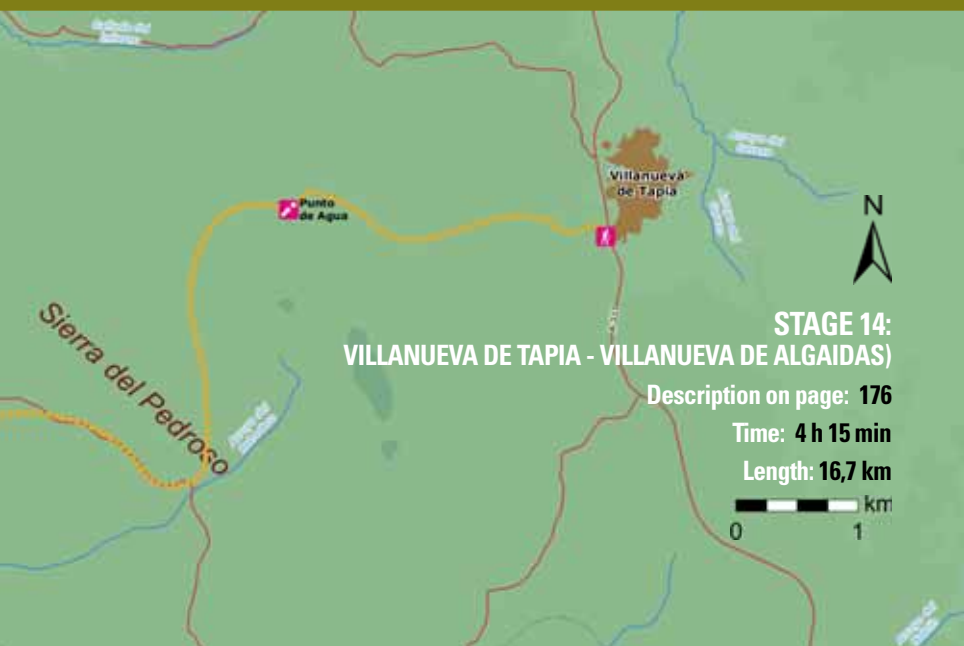 Villanueva
de Tapia
Punto
de Agua
N
Sierra del Pedroso
STAGE 14:
VILLANUEVA DE TAPIA - VILLANUEVA DE ALGAIDAS)
Description on page: 176
Time: 4 h 15 min
Length: 16,7 km
km
0 1